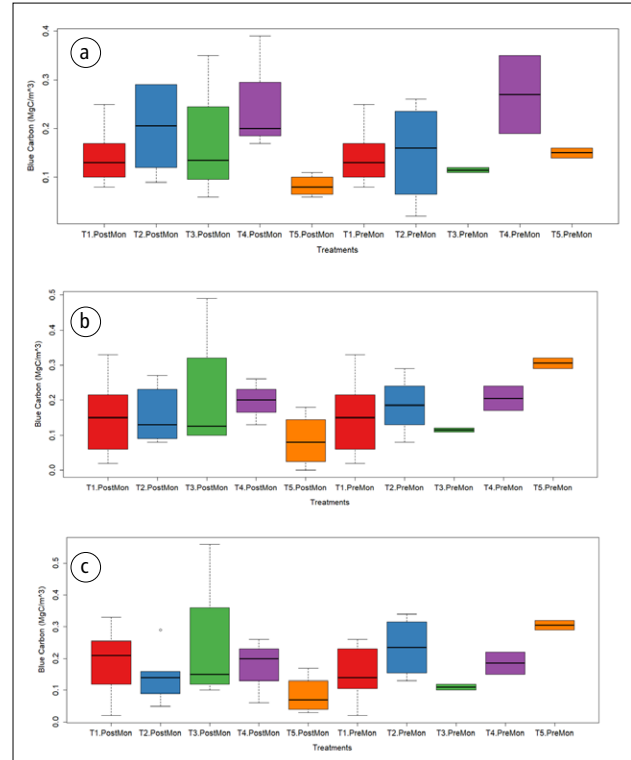 a
Blue Carbon (MgC/m^3)
0.4
0.3
0.2
0.1
T1.PostMon T2.PostMon T3.PostMon T4.PostMon T5.PostMon T1.PreMon T2.PreMon T3.PreMon T4.PreMon T5.PreMon
Treatments
b
Blue Carbon (MgC/m^3)
0.5
0.4
0.3
0.2
0.1
0.0
T1.PostMon T2.PostMon T3.PostMon T4.PostMon T5.PostMon T1.PreMon T2.PreMon T3.PreMon T4.PreMon T5.PreMon
Treatments
c
Blue Carbon (MgC/m^3)
0.5
0.4
0.3
0.2
0.1
0.0
T1.PostMon T2.PostMon T3.PostMon T4.PostMon T5.PostMon T1.PreMon T2.PreMon T3.PreMon T4.PreMon T5.PreMon
Treatments